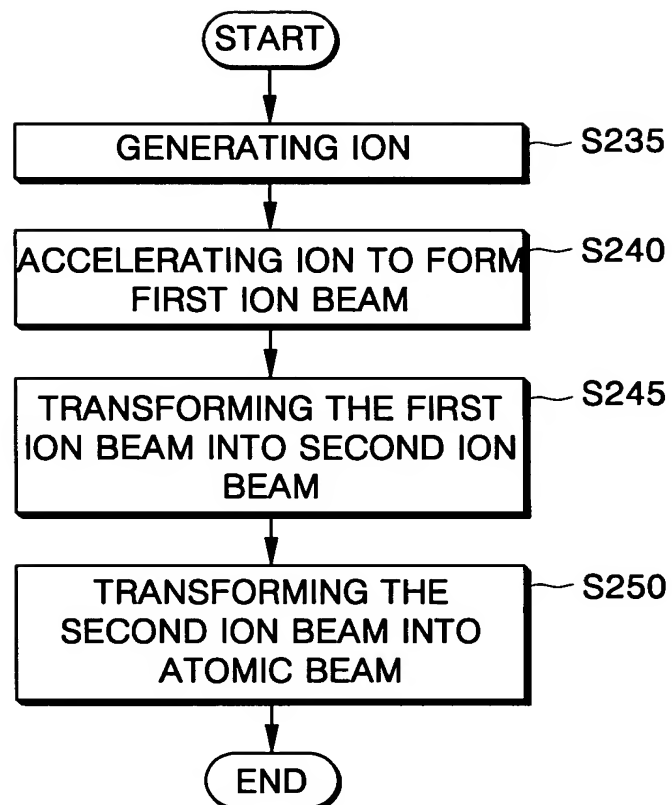 START
GENERATING ION
S235
ACCELERATING ION TO FORM
FIRST ION BEAM
S240
TRANSFORMING THE FIRST
ION BEAM INTO SECOND ION
BEAM
S245
TRANSFORMING THE
SECOND ION BEAM INTO
ATOMIC BEAM
S250
END